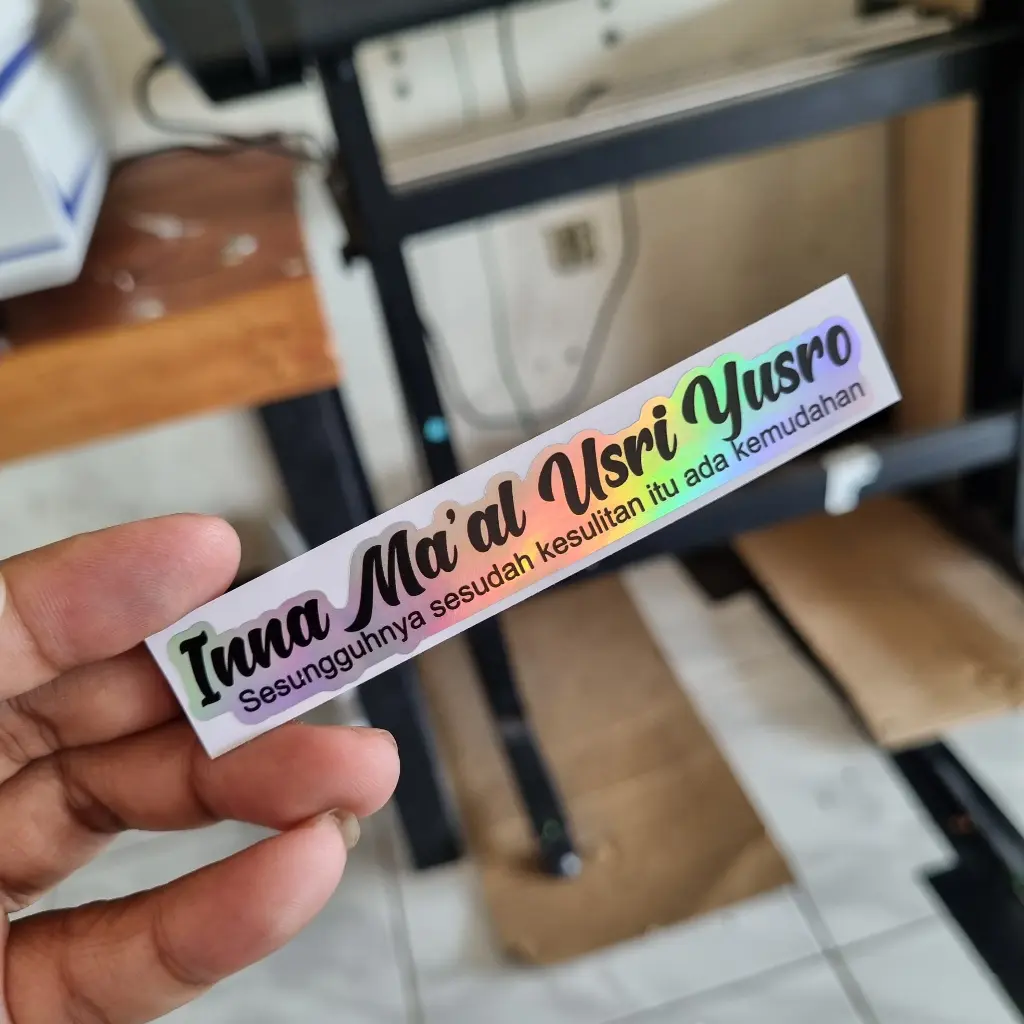 Inna Ma'al Usri Yusro
Sesungguhnya sesudah kesulitan itu ada kemudahan